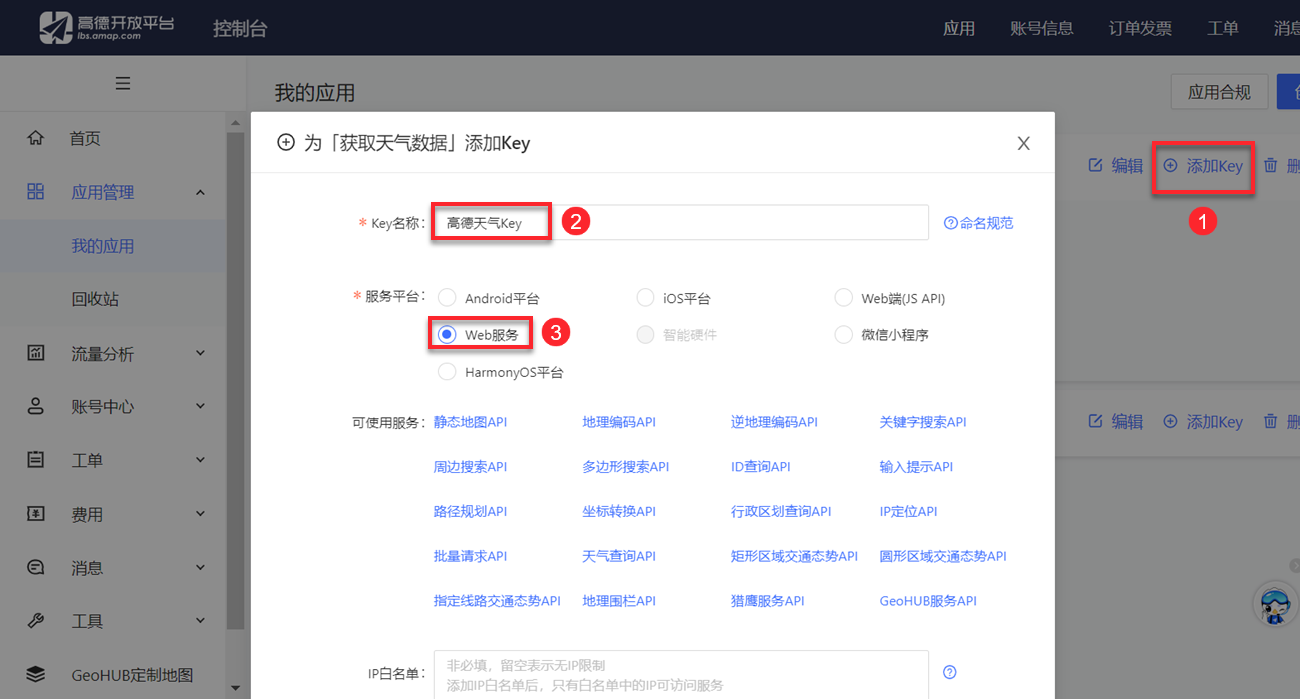 高德开放平台
lbs.amap.com
控制台
应用 账号信息 订单发票 工单
我的应用
应用合规
首页
应用管理
我的应用
回收站
流量分析
账号中心
工单
费用
消息
工具
GeoHUB定制地图
编辑 添加Key
1
为「获取天气数据」添加Key
X
* Key名称: 高德天气Key 2 命名规范
* 服务平台: Android平台 iOS平台 Web端(JS API)
Web服务 3 智能硬件 微信小程序
HarmonyOS平台
可使用服务: 静态地图API 地理编码API 逆地理编码API 关键字搜索API
周边搜索API 多边形搜索API ID查询API 输入提示API
路径规划API 坐标转换API 行政区划查询API IP定位API
批量请求API 天气查询API 矩形区域交通态势API 圆形区域交通态势API
指定线路交通态势API 地理围栏API 猎鹰服务API GeoHUB服务API
IP白名单: 非必填，留空表示无IP限制
添加IP白名单后，只有白名单中的IP可访问服务
编辑 添加Key